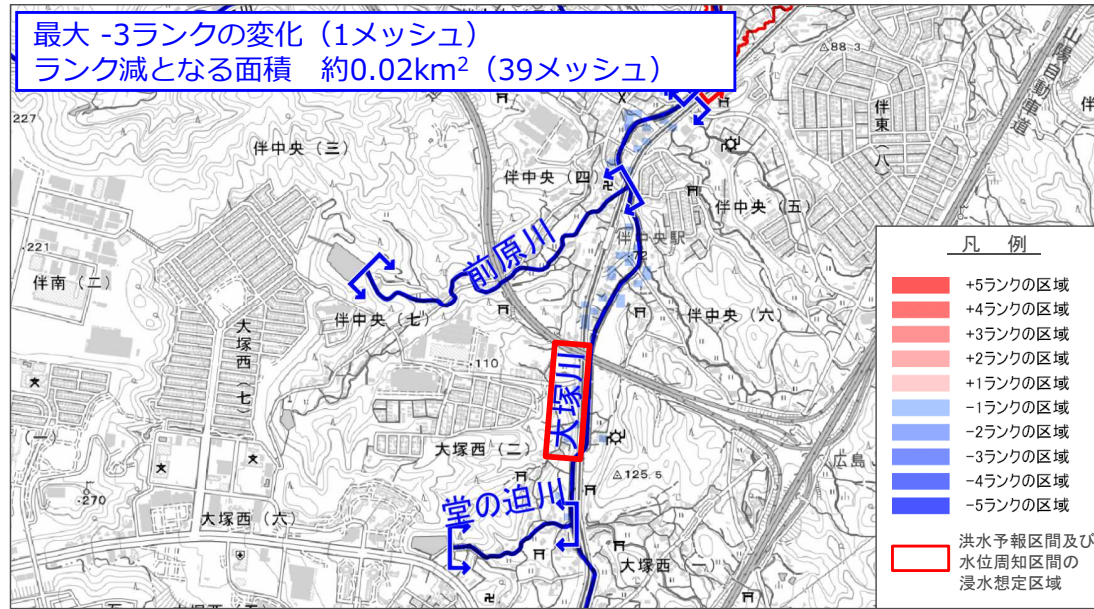 最大 -3ランクの変化（1メッシュ）
ランク減となる面積　約0.02km²（39メッシュ）
△88.3
山陽自動車道
伴東（八）
227
伴中央（三）
伴中央（四）
伴中央（五）
伴中央駅
72
前原川
221
伴南（二）
伴中央（七）
伴中央（六）
大塚西（七）
110
大塚川
大塚西（二）
△125.5
広島
270
大塚西（六）
堂の迫川
大塚西（一）
凡　例
+5ランクの区域
+4ランクの区域
+3ランクの区域
+2ランクの区域
+1ランクの区域
-1ランクの区域
-2ランクの区域
-3ランクの区域
-4ランクの区域
-5ランクの区域
洪水予報区間及び
水位周知区間の
浸水想定区域